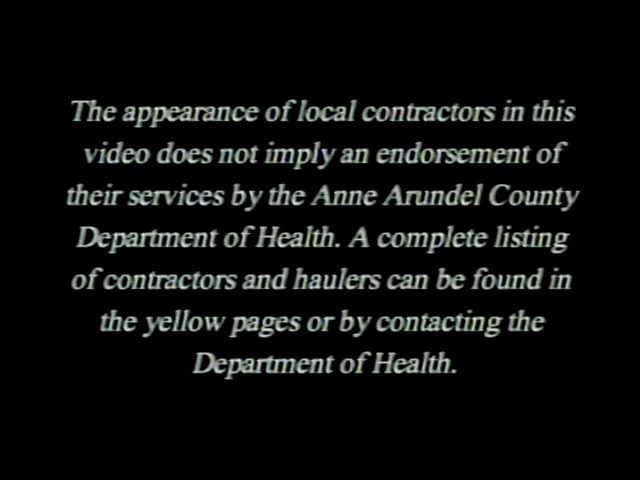 The appearance of local contractors in this
video does not imply an endorsement of
their services by the Anne Arundel County
Department of Health. A complete listing
of contractors and haulers can be found in
the yellow pages or by contacting the
Department of Health.